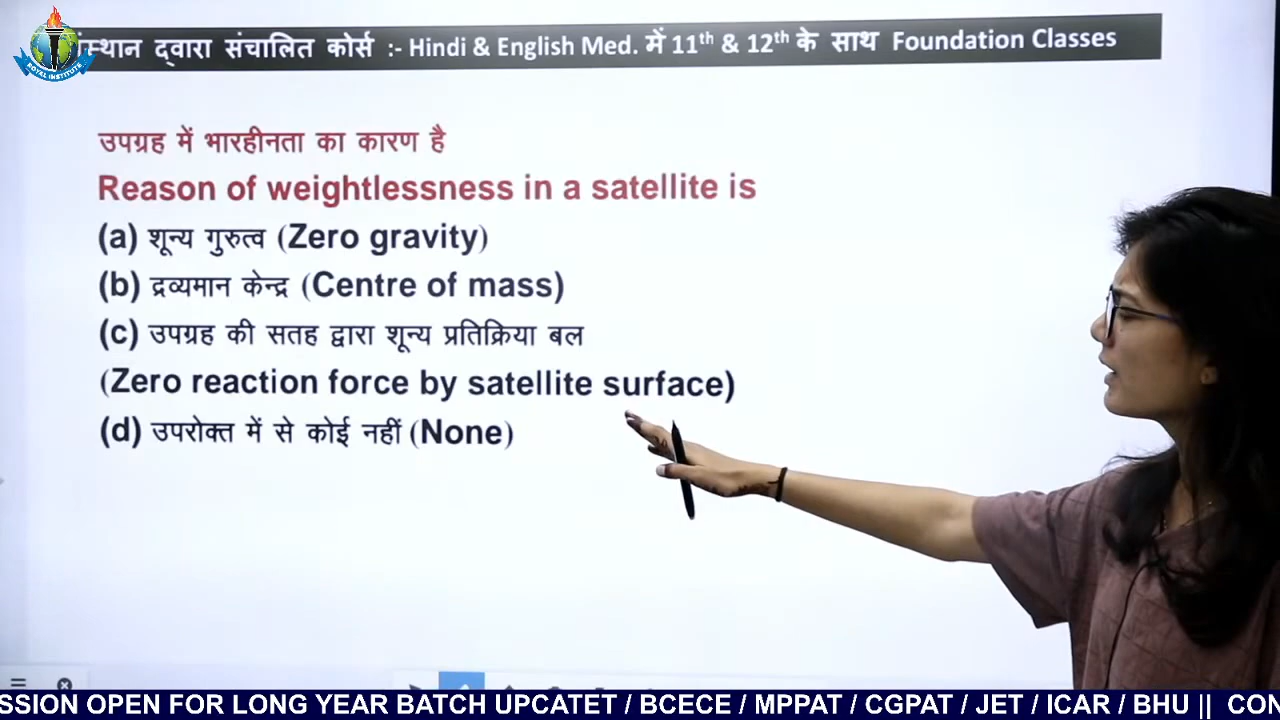 संस्थान द्वारा संचालित कोर्स :- Hindi & English Med. में 11th & 12th के साथ Foundation Classes
ROYAL INSTITUTE
उपग्रह में भारहीनता का कारण है
Reason of weightlessness in a satellite is
(a) शून्य गुरुत्व (Zero gravity)
(b) द्रव्यमान केन्द्र (Centre of mass)
(c) उपग्रह की सतह द्वारा शून्य प्रतिक्रिया बल
(Zero reaction force by satellite surface)
(d) उपरोक्त में से कोई नहीं (None)
SSION OPEN FOR LONG YEAR BATCH UPCATET / BCECE / MPPAT / CGPAT / JET / ICAR / BHU || CON